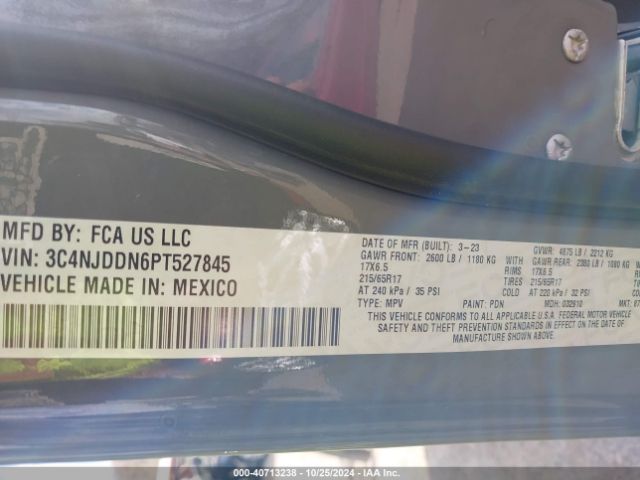 MFD BY: FCA US LLC
VIN: 3C4NJDDN6PT527845
VEHICLE MADE IN: MEXICO
DATE OF MFR (BUILT): 3-23 GVWR: 4875 LB / 2212 KG
GAWR FRONT: 2600 LB / 1180 KG WITH GAWR REAR: 2380 LB / 1080 KG WITH
17X6.5 RIMS 17X6.5
215/65R17 TIRES 215/65R17
AT 240 kPa / 35 PSI COLD AT 220 kPa / 32 PSI
TYPE: MPV PAINT: PDN MDH: 032910 MKT:
THIS VEHICLE CONFORMS TO ALL APPLICABLE U.S.A. FEDERAL MOTOR VEHICLE
SAFETY AND THEFT PREVENTION STANDARDS IN EFFECT ON THE DATE OF
MANUFACTURE SHOWN ABOVE.
© 40713238 - 10/25/2024 - IAA Inc.